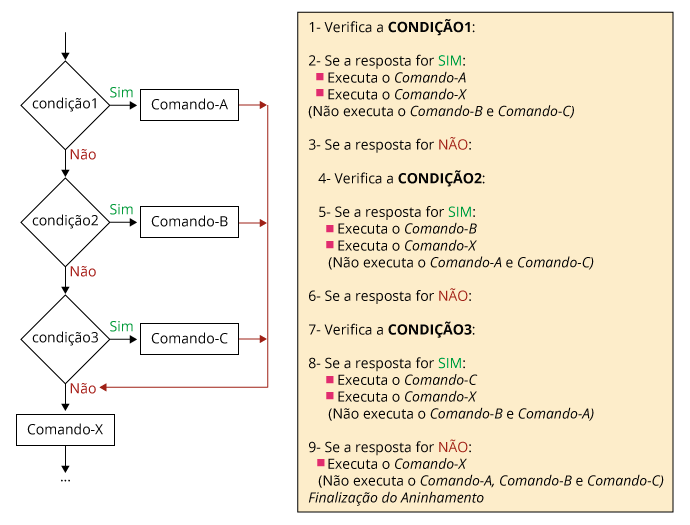 condição1
Sim
Comando-A
Não
condição2
Sim
Comando-B
Não
condição3
Sim
Comando-C
Não
Comando-X
...
1- Verifica a CONDIÇÃO1:
2- Se a resposta for SIM:
Executa o Comando-A
Executa o Comando-X
(Não executa o Comando-B e Comando-C)
3- Se a resposta for NÃO:
4- Verifica a CONDIÇÃO2:
5- Se a resposta for SIM:
Executa o Comando-B
Executa o Comando-X
(Não executa o Comando-A e Comando-C)
6- Se a resposta for NÃO:
7- Verifica a CONDIÇÃO3:
8- Se a resposta for SIM:
Executa o Comando-C
Executa o Comando-X
(Não executa o Comando-B e Comando-A)
9- Se a resposta for NÃO:
Executa o Comando-X
(Não executa o Comando-A, Comando-B e Comando-C)
Finalização do Aninhamento